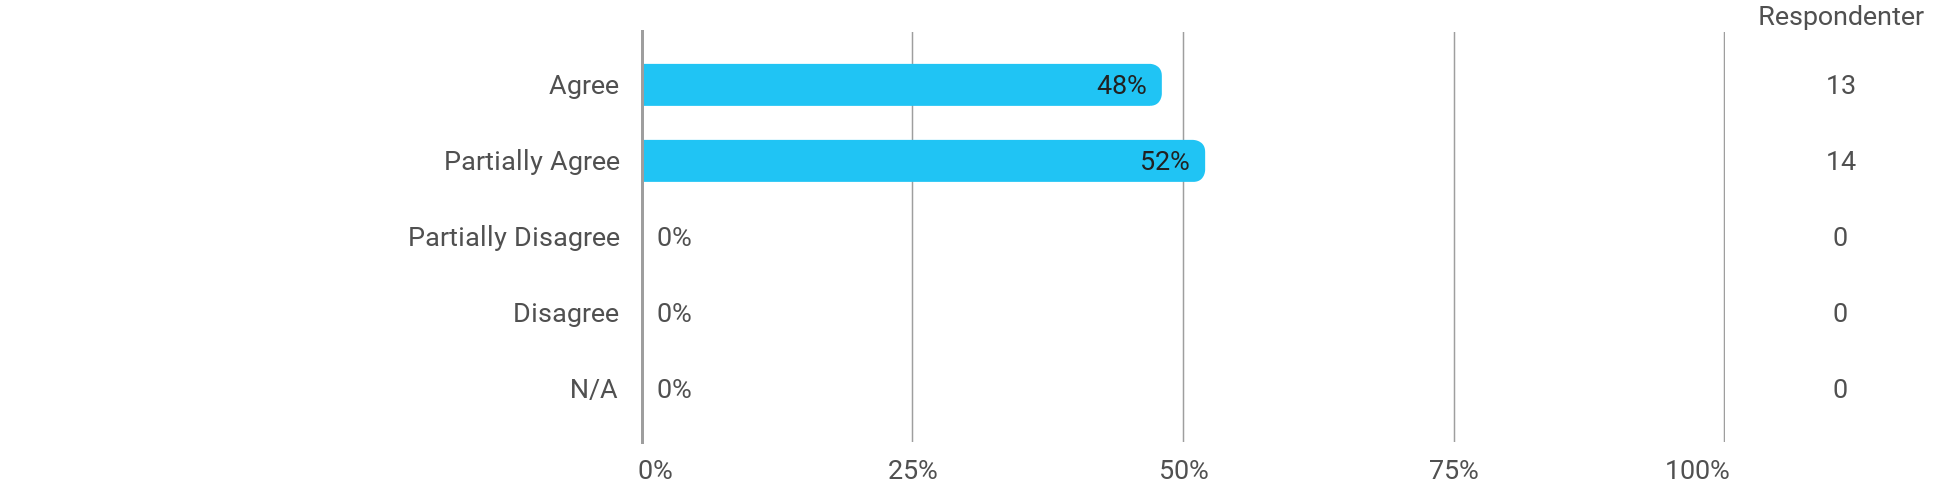 Respondenter
Agree 48% 13
Partially Agree 52% 14
Partially Disagree 0% 0
Disagree 0% 0
N/A 0% 0
0% 25% 50% 75% 100%